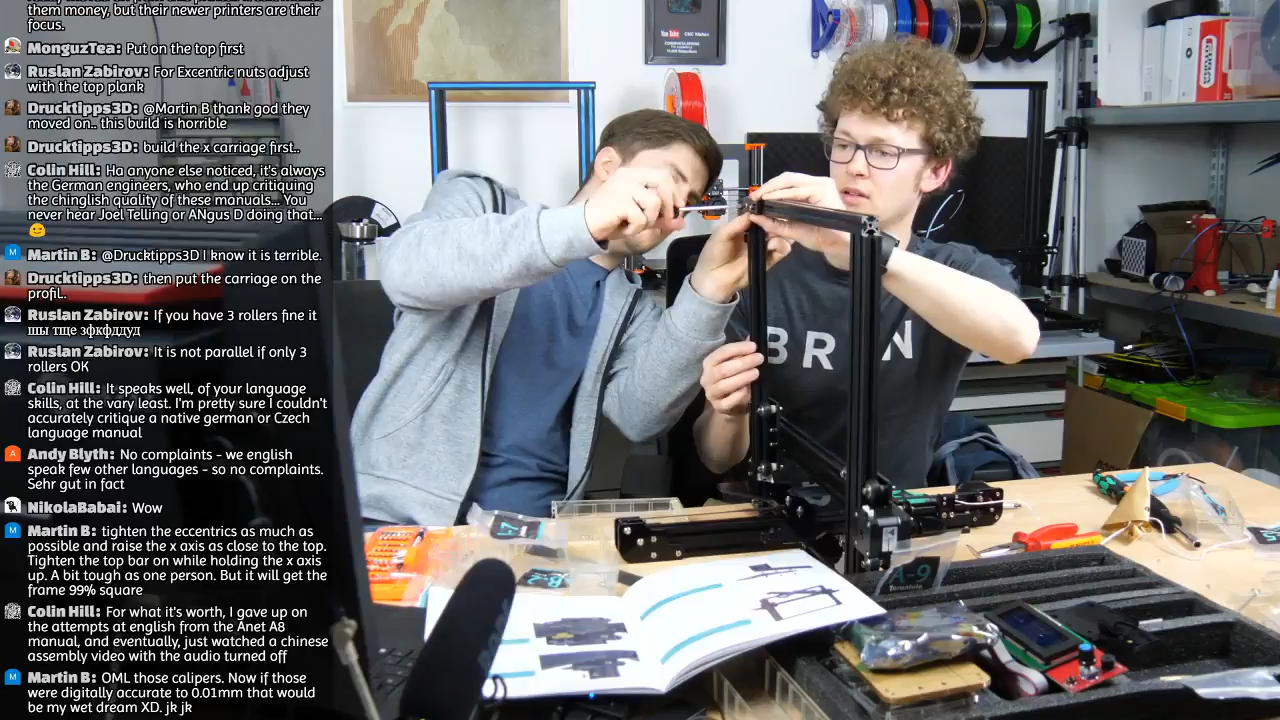 them money, but their newer printers are their
focus.
MonguzTea: Put on the top first
Ruslan Zabirov: For Excentric nuts adjust
with the top plank
Drucktipps3D: @Martin B thank god they
moved on.. this build is horrible
Drucktipps3D: build the x carriage first..
Colin Hill: Ha anyone else noticed, it's always
the German engineers, who end up critiquing
the chinglish quality of these manuals... You
never hear Joel Telling or ANgus D doing that...
Martin B: @Drucktipps3D I know it is terrible.
Drucktipps3D: then put the carriage on the
profiL..
Ruslan Zabirov: If you have 3 rollers fine it
шы тще зфкфддуд
Ruslan Zabirov: It is not parallel if only 3
rollers OK
Colin Hill: It speaks well, of your language
skills, at the vary least. I'm pretty sure I couldn't
accurately critique a native german or Czech
language manual
Andy Blyth: No complaints - we english
speak few other languages - so no complaints.
Sehr gut in fact
NikolaBabai: Wow
Martin B: tighten the eccentrics as much as
possible and move the x axis as close to the top.
Tighten the top bar on while holding the x axis
up. A bit tough as one person. But it will get the
frame 99% square
Colin Hill: For what it's worth, I gave up on
the attempts at english from the Anet A8
manual, and eventually, just watched a chinese
assembly video with the audio turned off
Martin B: OML those calipers. Now if those
were digitally accurate to 0.01mm that would
be my wet dream XD. jk jk
YouTube
CNC Kitchen
BR N
A-9
Tarantula
B-2